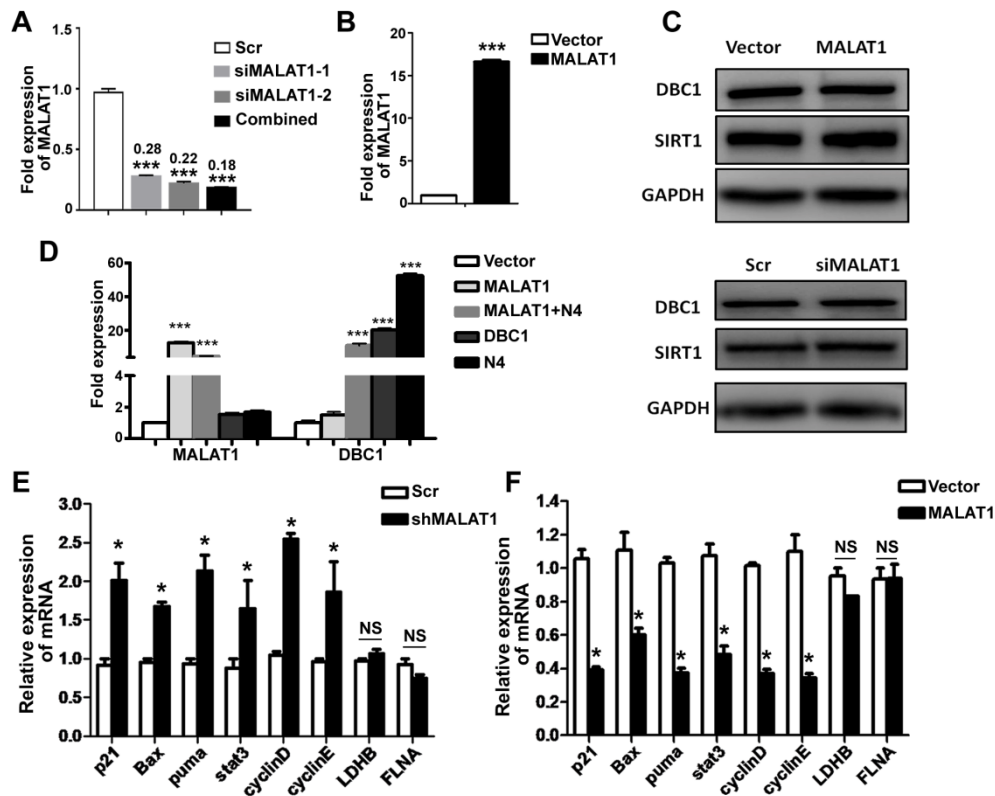 A
Fold expression
of MALAT1
1.5
1.0
0.5
0
Scr
siMALAT1-1
siMALAT1-2
Combined
0.28
0.22
0.18
***
***
***
B
Fold expression
of MALAT1
20
15
10
5
0
***
Vector
MALAT1
C
Vector MALAT1
DBC1
SIRT1
GAPDH
Scr siMALAT1
DBC1
SIRT1
GAPDH
D
Fold expression
60
40
20
4
2
0
***
***
***
***
***
MALAT1 DBC1
Vector
MALAT1
MALAT1+N4
DBC1
N4
E
Relative expression
of mRNA
3.0
2.5
2.0
1.5
1.0
0.5
0.0
Scr
shMALAT1
* * * * * * NS NS
p21 Bax puma stat3 cyclinD cyclinE LDHB FLNA
F
Relative expression
of mRNA
1.4
1.2
1.0
0.8
0.6
0.4
0.2
0.0
Vector
MALAT1
* * * * * * NS NS
p21 Bax puma stat3 cyclinD cyclinE LDHB FLNA